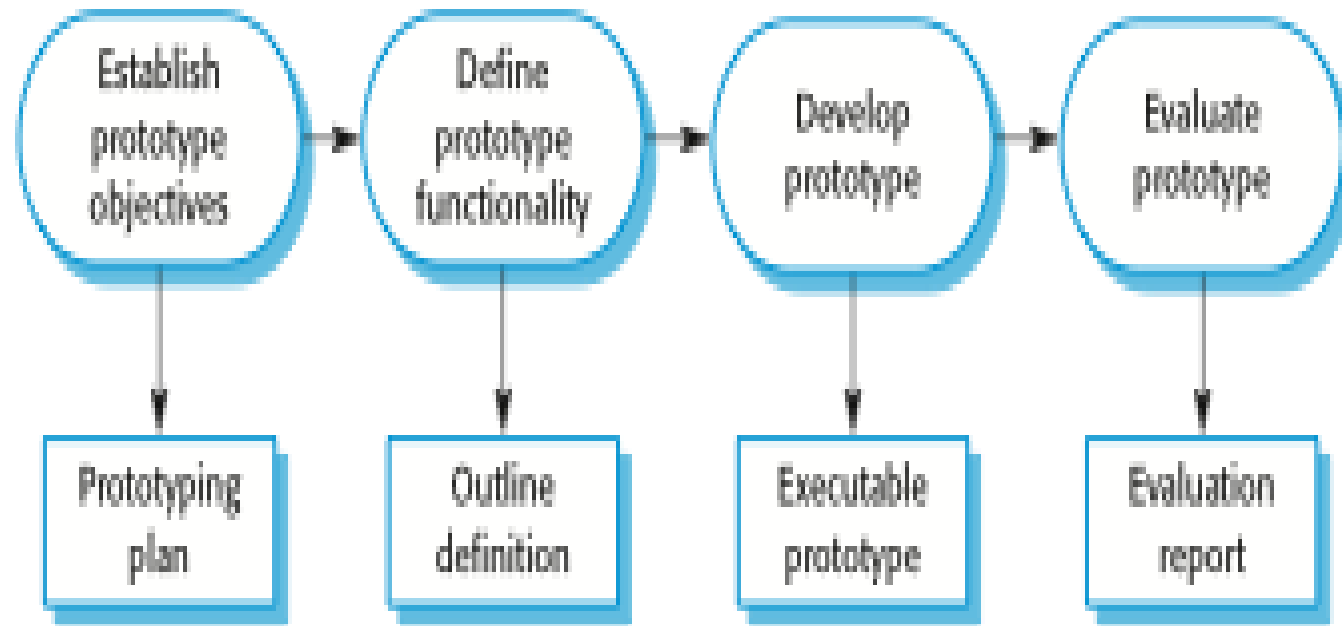 Establish
prototype
objectives
Define
prototype
functionality
Develop
prototype
Evaluate
prototype
Prototyping
plan
Outline
definition
Executable
prototype
Evaluation
report